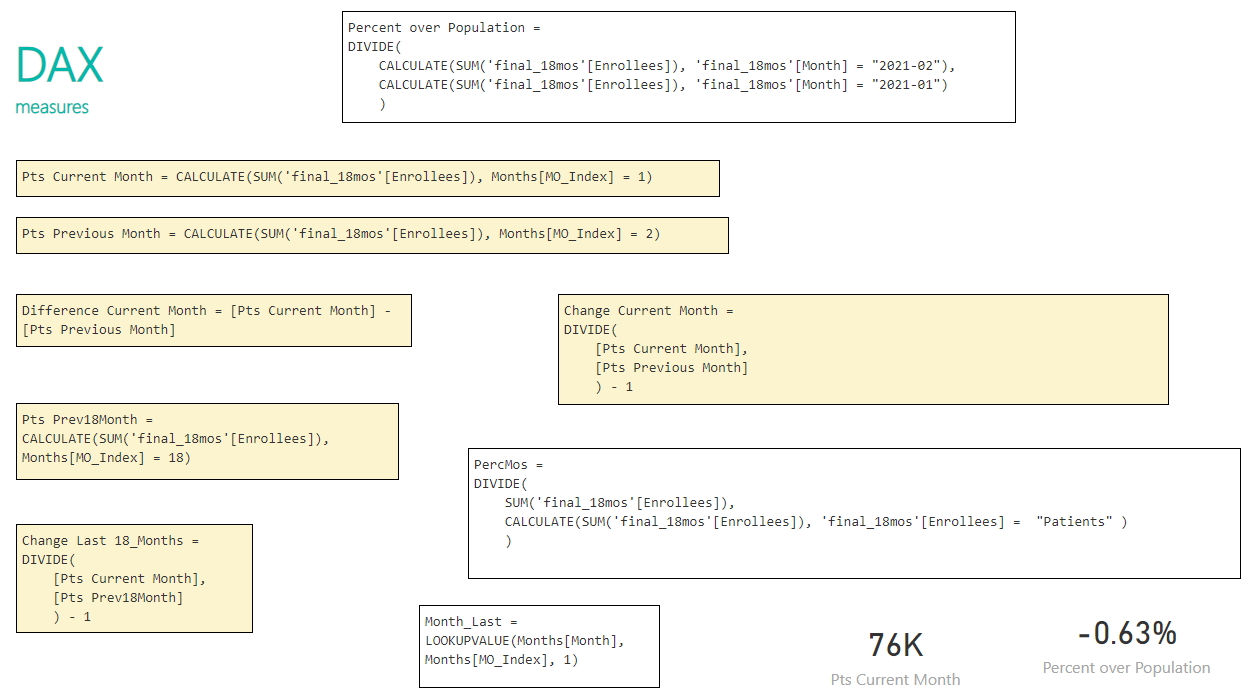 DAX
measures
Percent over Population =
DIVIDE(
    CALCULATE(SUM('final_18mos'[Enrollees]), 'final_18mos'[Month] = "2021-02"),
    CALCULATE(SUM('final_18mos'[Enrollees]), 'final_18mos'[Month] = "2021-01")
    )
Pts Current Month = CALCULATE(SUM('final_18mos'[Enrollees]), Months[MO_Index] = 1)
Pts Previous Month = CALCULATE(SUM('final_18mos'[Enrollees]), Months[MO_Index] = 2)
Difference Current Month = [Pts Current Month] -
[Pts Previous Month]
Change Current Month =
DIVIDE(
    [Pts Current Month],
    [Pts Previous Month]
    ) - 1
Pts Prev18Month =
CALCULATE(SUM('final_18mos'[Enrollees]),
Months[MO_Index] = 18)
PercMos =
DIVIDE(
    SUM('final_18mos'[Enrollees]),
    CALCULATE(SUM('final_18mos'[Enrollees]), 'final_18mos'[Enrollees] =  "Patients" )
    )
Change Last 18_Months =
DIVIDE(
    [Pts Current Month],
    [Pts Prev18Month]
    ) - 1
Month_Last =
LOOKUPVALUE(Months[Month],
Months[MO_Index], 1)
76K
Pts Current Month
-0.63%
Percent over Population